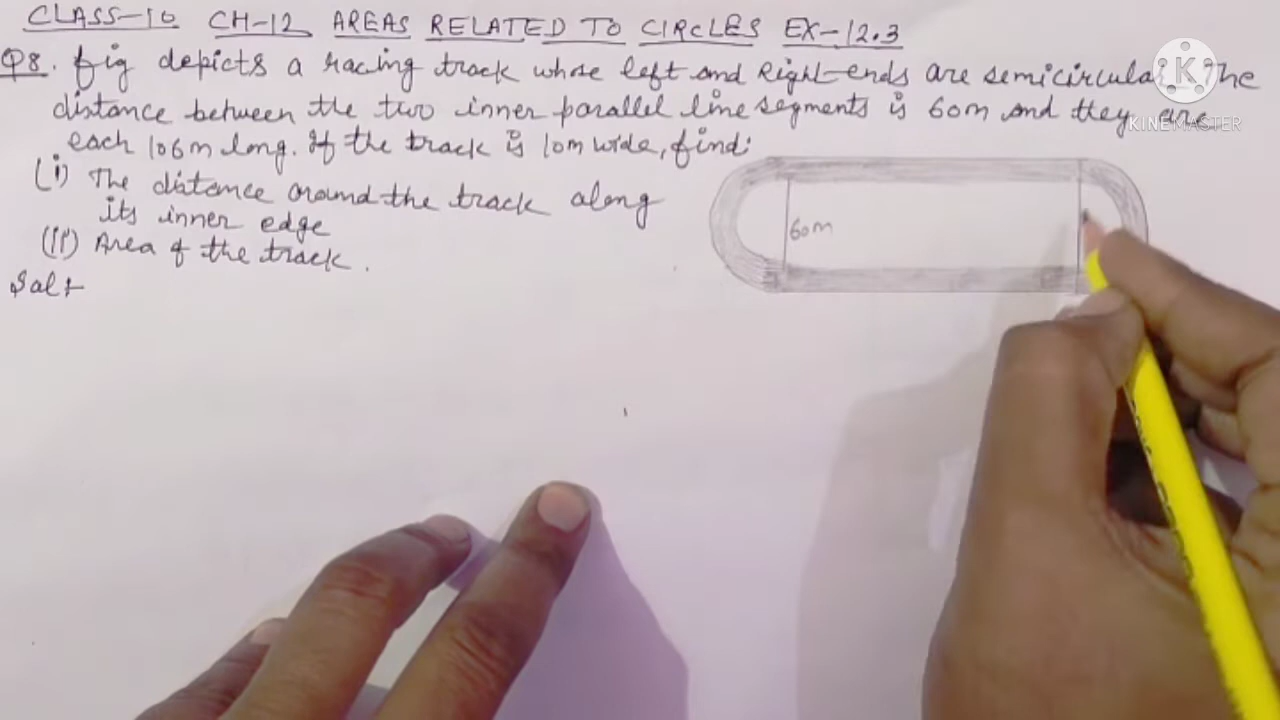 CLASS-10 CH-12 AREAS RELATED TO CIRCLES EX-12.3
Q8. Fig depicts a racing track whose left and Right-ends are semicircular. The
distance between the two inner parallel line segments is 60m and they are
each 106m long. If the track is 10m wide, find:
(i) The distance around the track along
its inner edge
(ii) Area of the track.
Sol:
60m
K
KINEMASTER